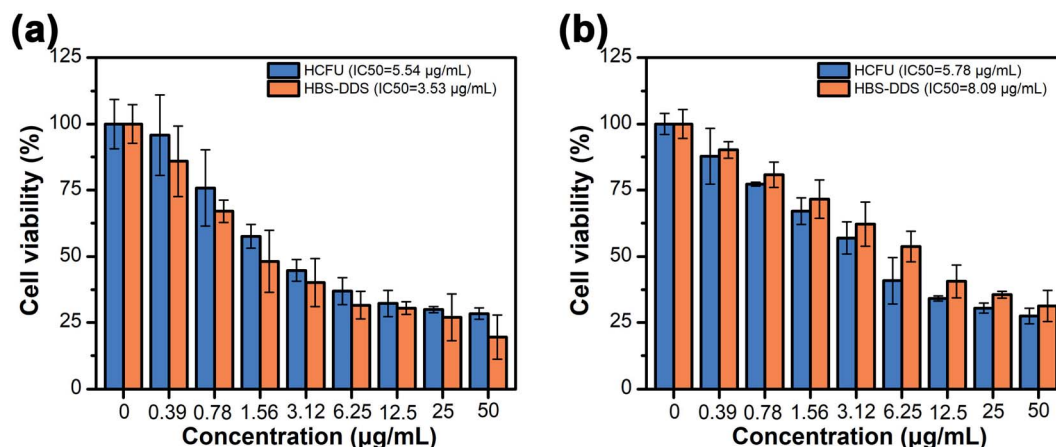 (a)
125
100
75
50
25
0
Cell viability (%)
HCFU (IC50=5.54 µg/mL)
HBS-DDS (IC50=3.53 µg/mL)
0 0.39 0.78 1.56 3.12 6.25 12.5 25 50
Concentration (µg/mL)
(b)
125
100
75
50
25
0
Cell viability (%)
HCFU (IC50=5.78 µg/mL)
HBS-DDS (IC50=8.09 µg/mL)
0 0.39 0.78 1.56 3.12 6.25 12.5 25 50
Concentration (µg/mL)